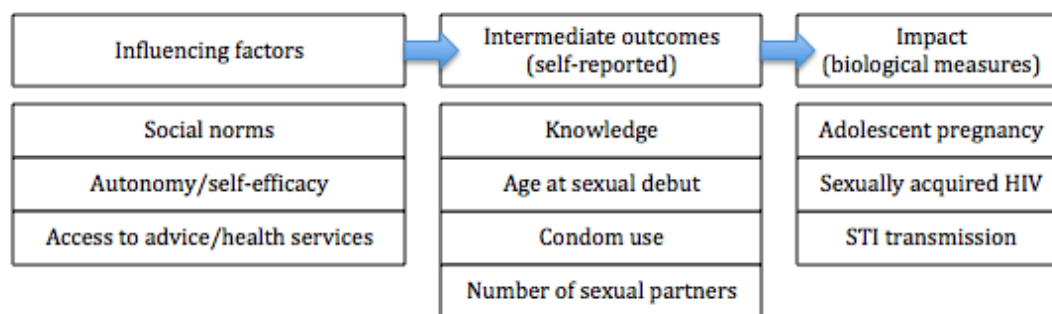 Influencing factors
Intermediate outcomes
(self-reported)
Impact
(biological measures)
Social norms
Autonomy/self-efficacy
Access to advice/health services
Knowledge
Age at sexual debut
Condom use
Number of sexual partners
Adolescent pregnancy
Sexually acquired HIV
STI transmission